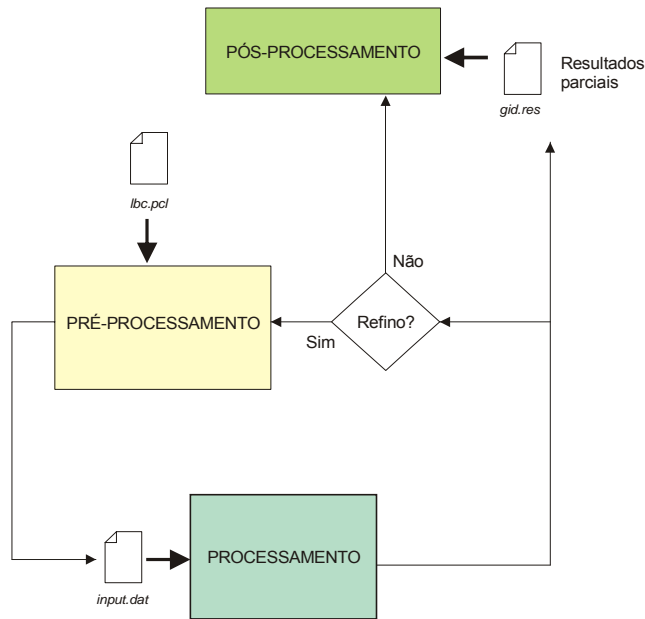 PÓS-PROCESSAMENTO
Resultados
parciais
gid.res
lbc.pcl
Não
PRÉ-PROCESSAMENTO
Refino?
Sim
PROCESSAMENTO
input.dat